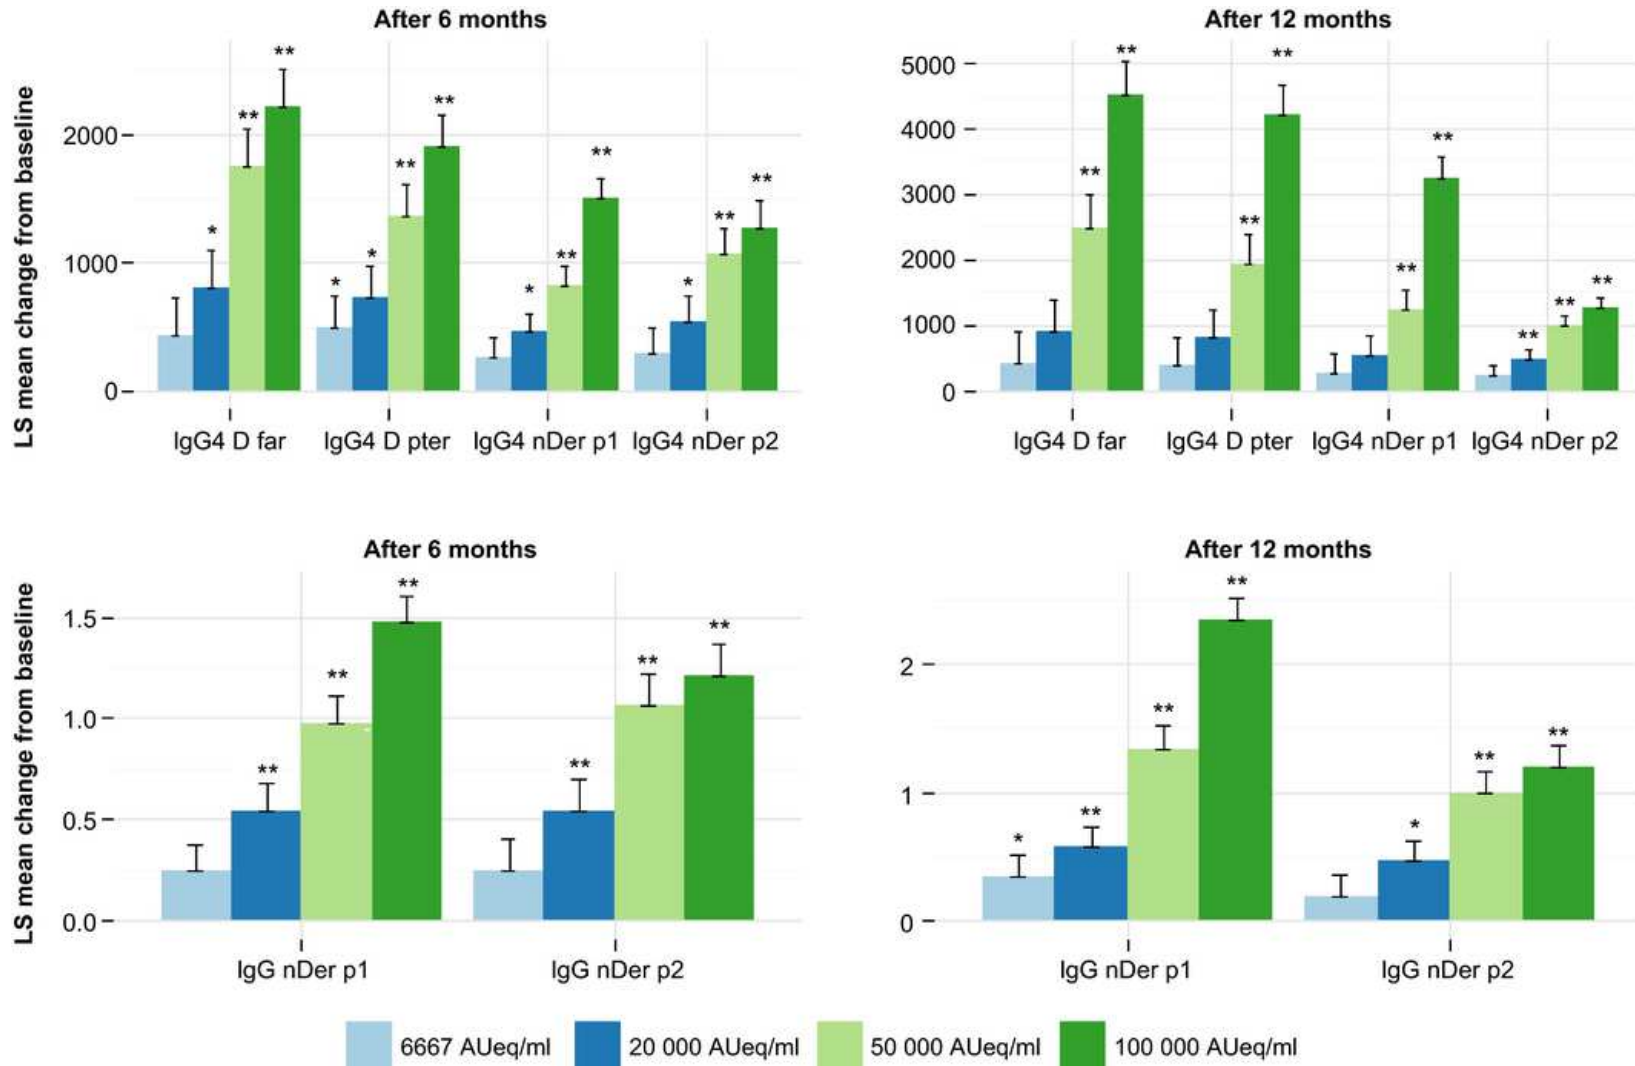 After 6 months
After 12 months
LS mean change from baseline
2000
1000
0
** ** * ** ** * * ** ** * ** ** * **
IgG4 D far IgG4 D pter IgG4 nDer p1 IgG4 nDer p2
5000
4000
3000
2000
1000
0
** ** ** ** ** ** ** ** **
IgG4 D far IgG4 D pter IgG4 nDer p1 IgG4 nDer p2
After 6 months
After 12 months
LS mean change from baseline
1.5
1.0
0.5
0.0
** ** ** ** ** **
IgG nDer p1 IgG nDer p2
2
1
0
* ** ** ** * ** **
IgG nDer p1 IgG nDer p2
6667 AUeq/ml 20 000 AUeq/ml 50 000 AUeq/ml 100 000 AUeq/ml